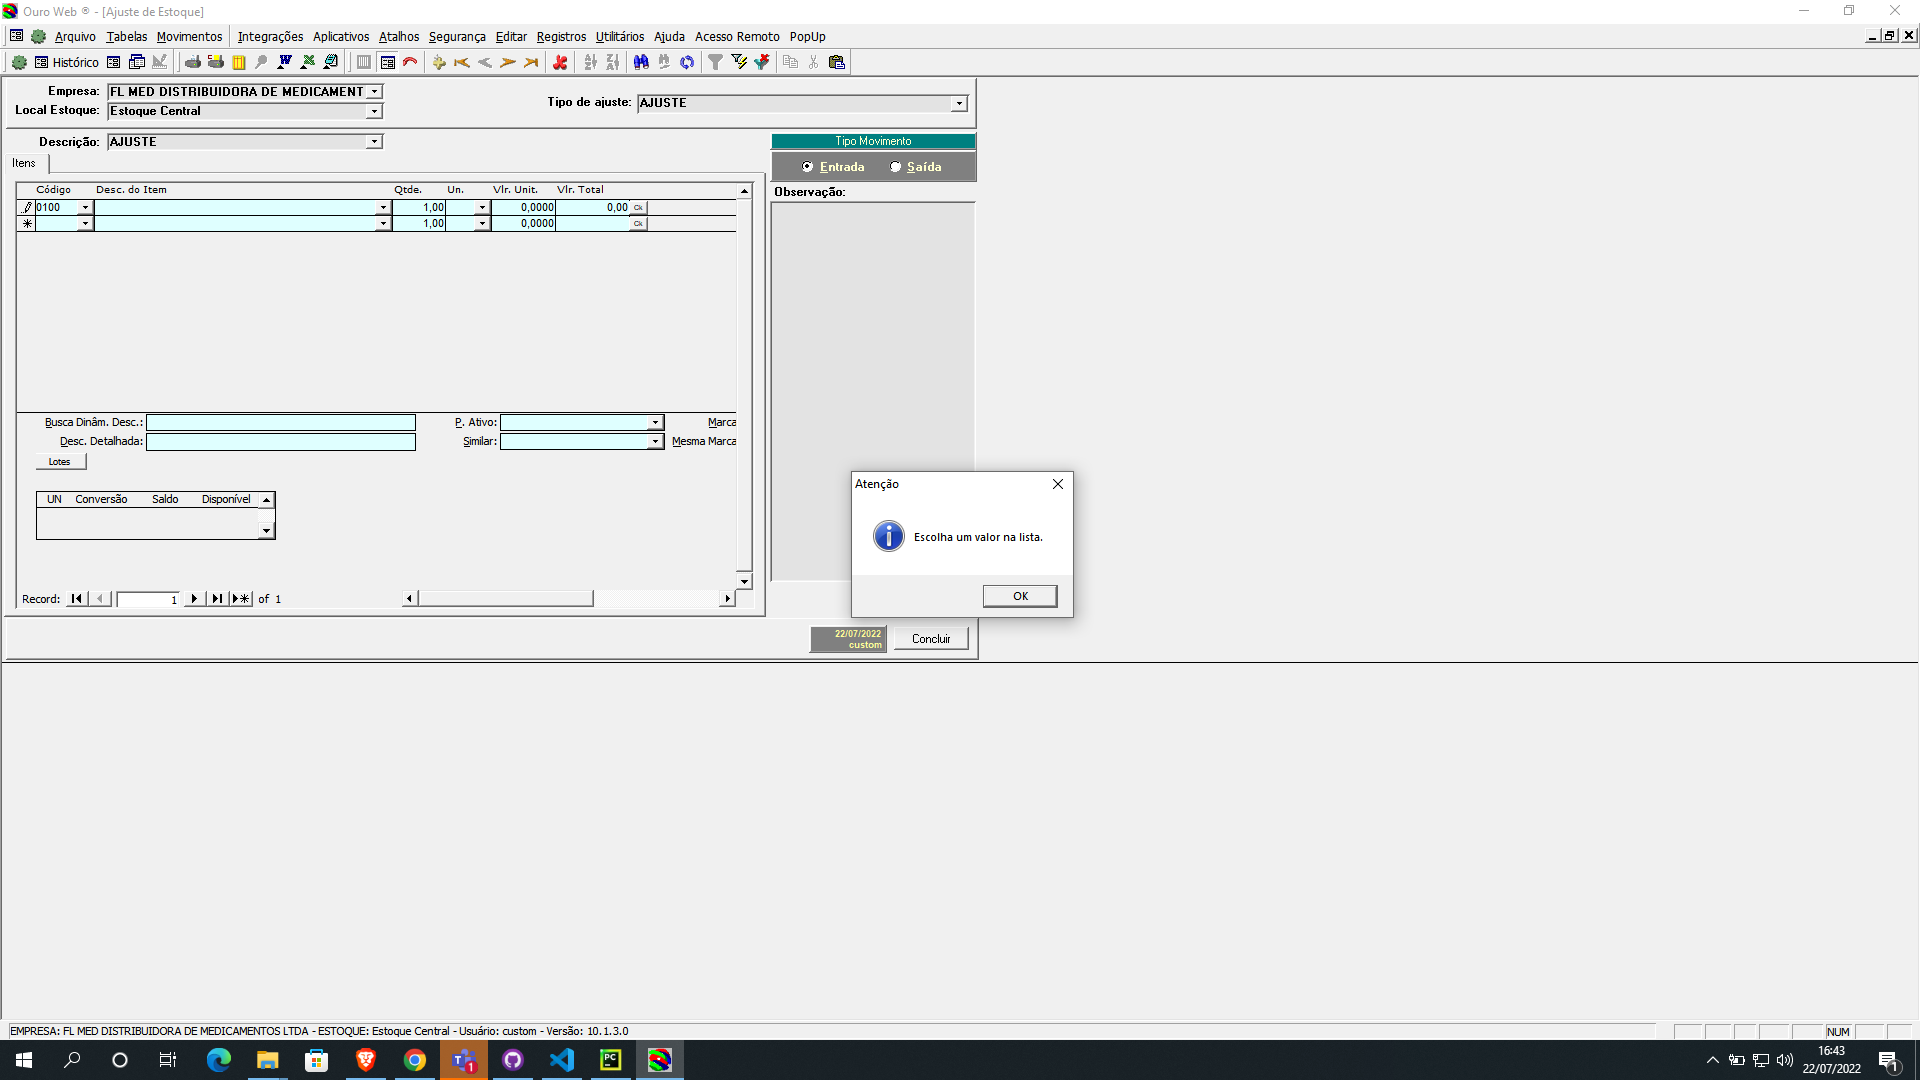 Ouro Web ® - [Ajuste de Estoque]
Arquivo Tabelas Movimentos Integrações Aplicativos Atalhos Segurança Editar Registros Utilitários Ajuda Acesso Remoto PopUp
Histórico
Empresa: FL MED DISTRIBUIDORA DE MEDICAMENT
Local Estoque: Estoque Central
Tipo de ajuste: AJUSTE
Descrição: AJUSTE
Tipo Movimento
Entrada Saída
Itens
Observação:
Código Desc. do Item Qtde. Un. Vlr. Unit. Vlr. Total
0100 1,00 0,0000 0,00 Ck
1,00 0,0000 Ck
Busca Dinâm. Desc.: P. Ativo: Marca
Desc. Detalhada: Similar: Mesma Marca
Lotes
UN Conversão Saldo Disponível
Atenção
Escolha um valor na lista.
OK
Record: 1 of 1
22/07/2022
custom
Concluir
EMPRESA: FL MED DISTRIBUIDORA DE MEDICAMENTOS LTDA - ESTOQUE: Estoque Central - Usuário: custom - Versão: 10.1.3.0
NUM
16:43
22/07/2022